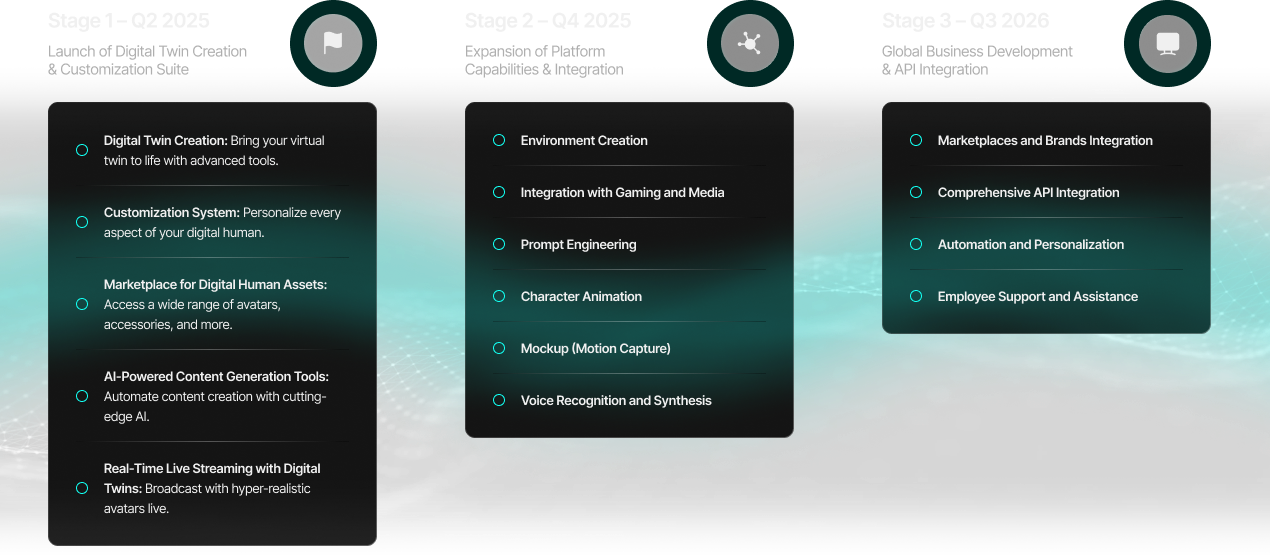 Stage 1 – Q2 2025
Launch of Digital Twin Creation
& Customization Suite
Digital Twin Creation: Bring your virtual
twin to life with advanced tools.
Customization System: Personalize every
aspect of your digital human.
Marketplace for Digital Human Assets:
Access a wide range of avatars,
accessories, and more.
AI-Powered Content Generation Tools:
Automate content creation with cutting-
edge AI.
Real-Time Live Streaming with Digital
Twins: Broadcast with hyper-realistic
avatars live.
Stage 2 – Q4 2025
Expansion of Platform
Capabilities & Integration
Environment Creation
Integration with Gaming and Media
Prompt Engineering
Character Animation
Mockup (Motion Capture)
Voice Recognition and Synthesis
Stage 3 – Q3 2026
Global Business Development
& API Integration
Marketplaces and Brands Integration
Comprehensive API Integration
Automation and Personalization
Employee Support and Assistance